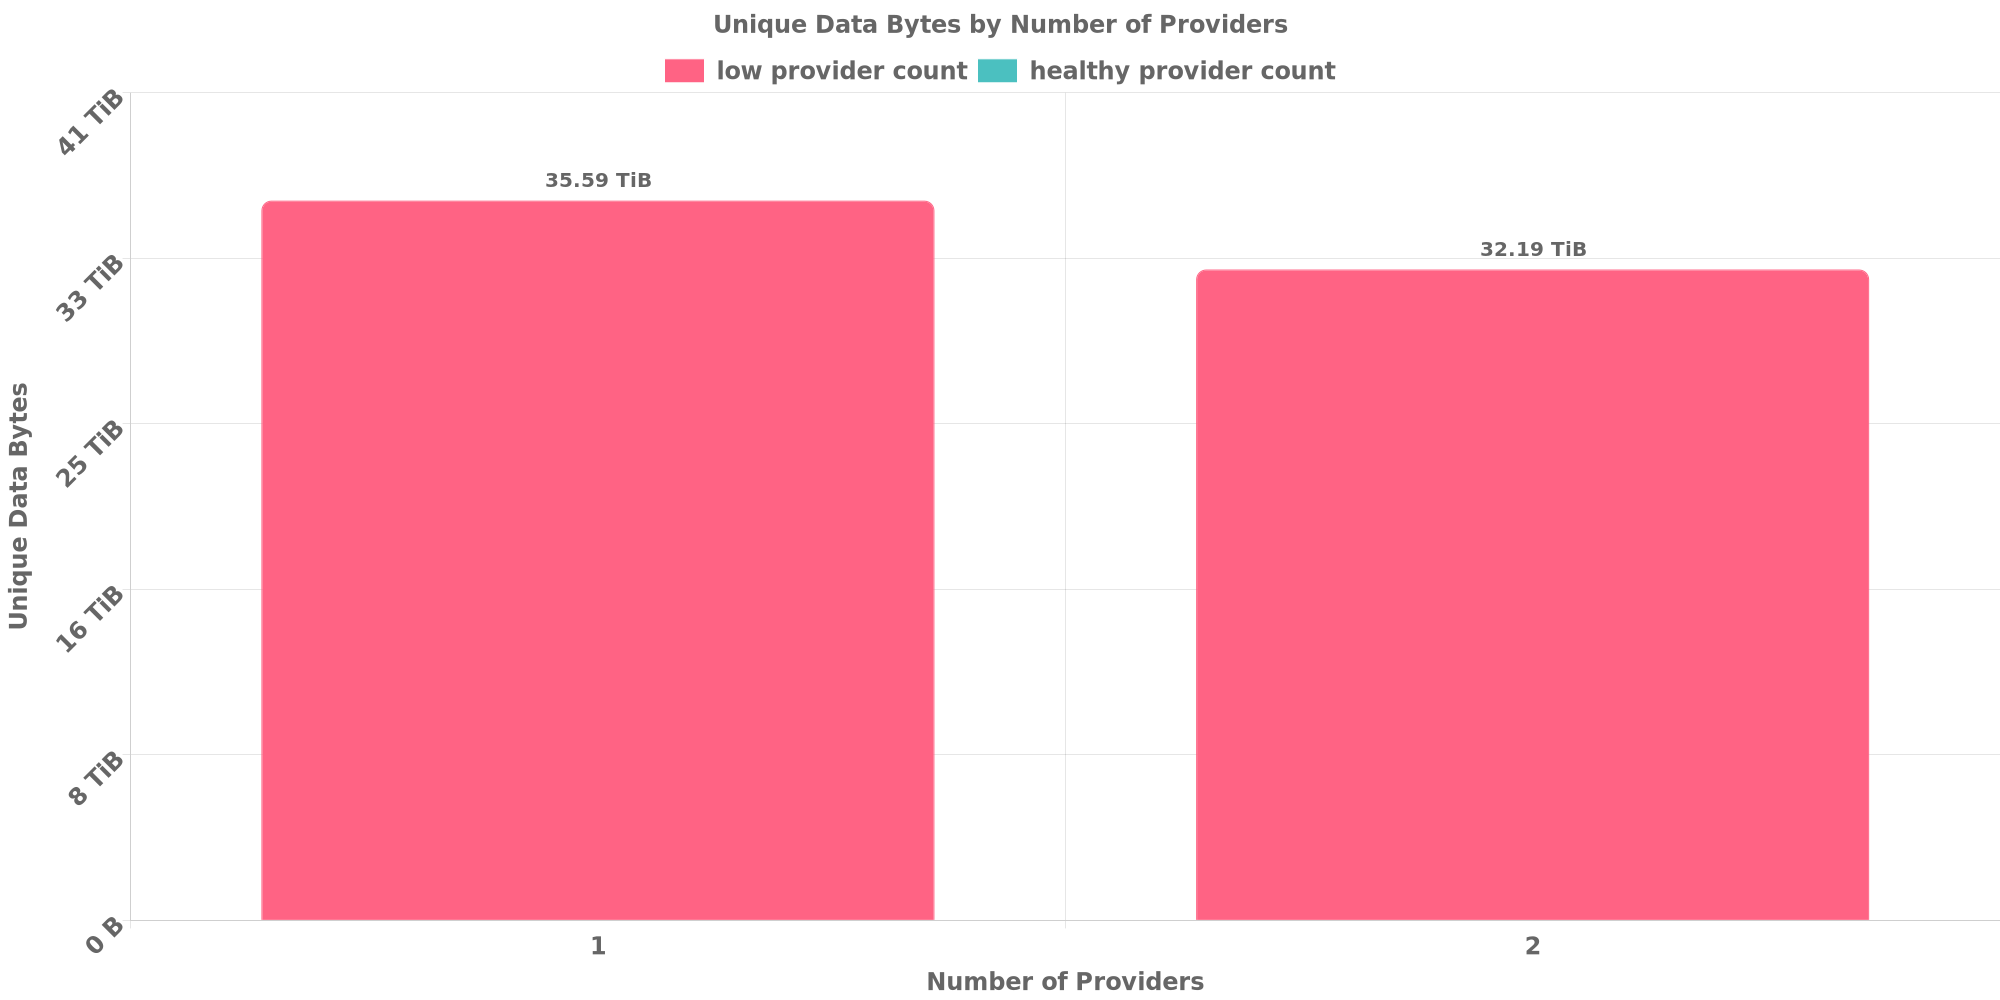 Unique Data Bytes by Number of Providers
low provider count
healthy provider count
41 TiB
33 TiB
25 TiB
16 TiB
8 TiB
0 B
Unique Data Bytes
35.59 TiB
32.19 TiB
1
2
Number of Providers